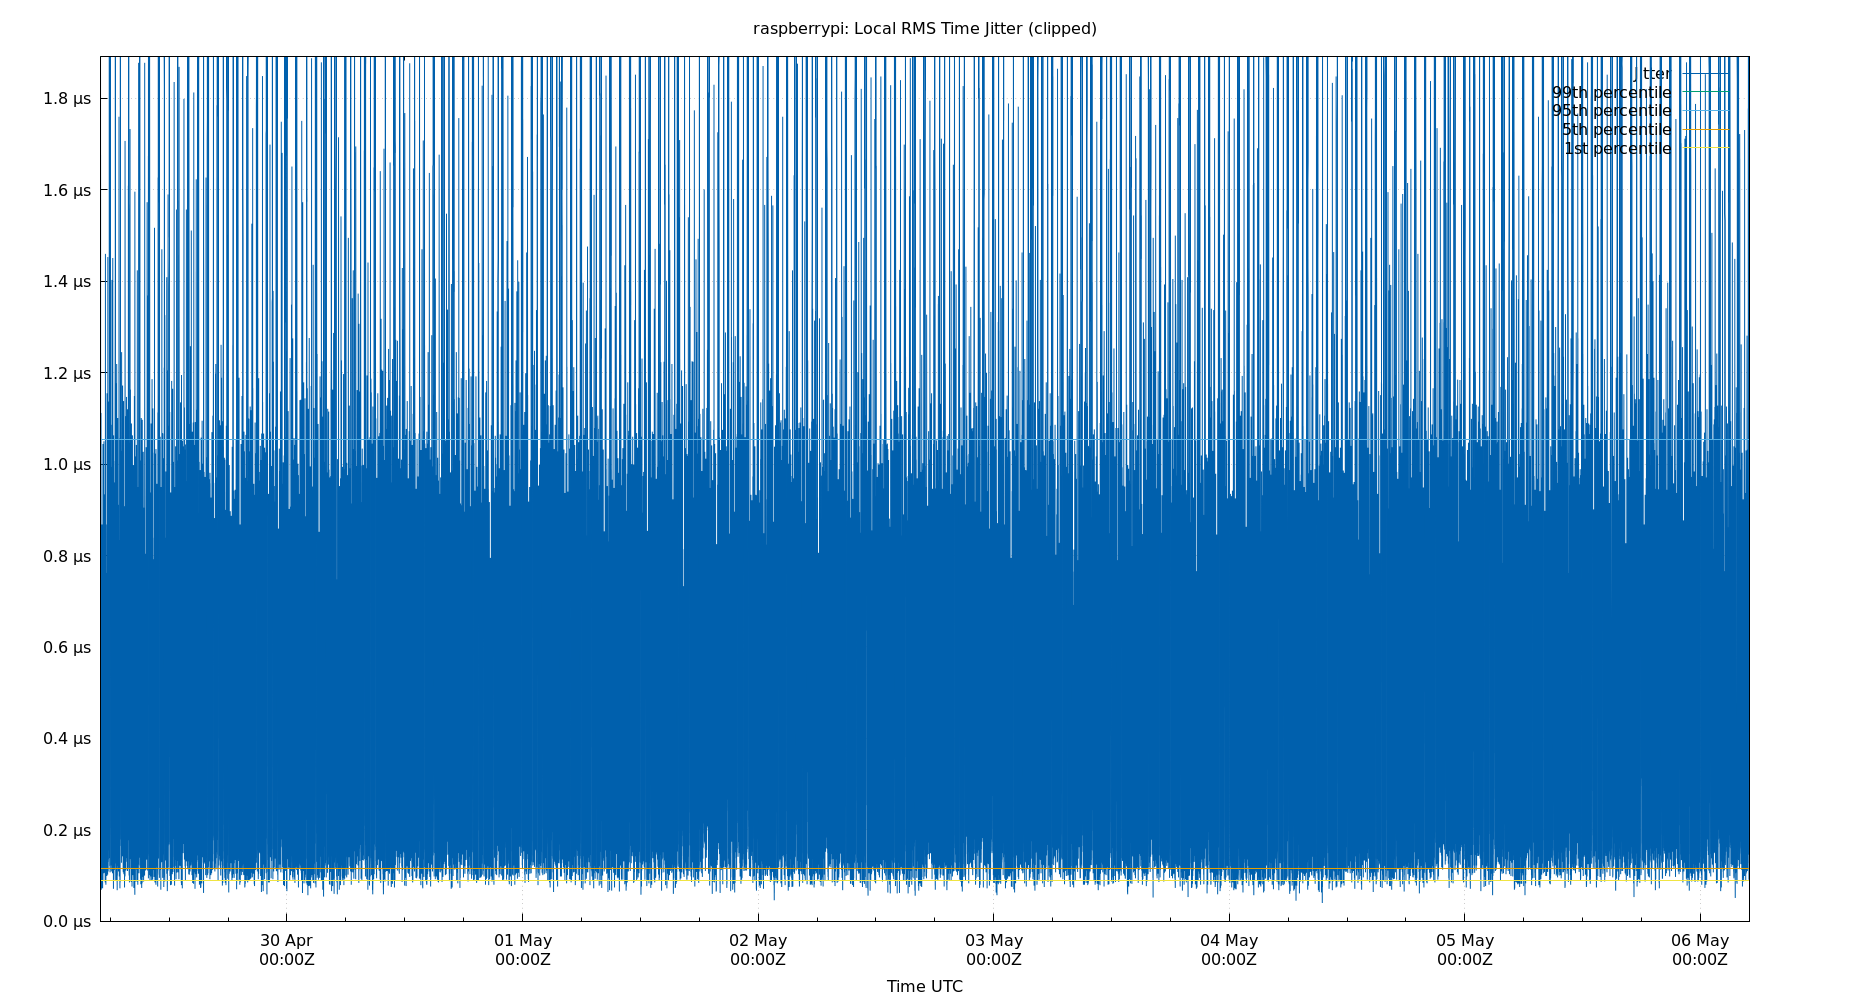 raspberrypi: Local RMS Time Jitter (clipped)
jitter
99th percentile
95th percentile
5th percentile
1st percentile
1.8 µs
1.6 µs
1.4 µs
1.2 µs
1.0 µs
0.8 µs
0.6 µs
0.4 µs
0.2 µs
0.0 µs
30 Apr 01 May 02 May 03 May 04 May 05 May 06 May
00:00Z 00:00Z 00:00Z 00:00Z 00:00Z 00:00Z 00:00Z
Time UTC